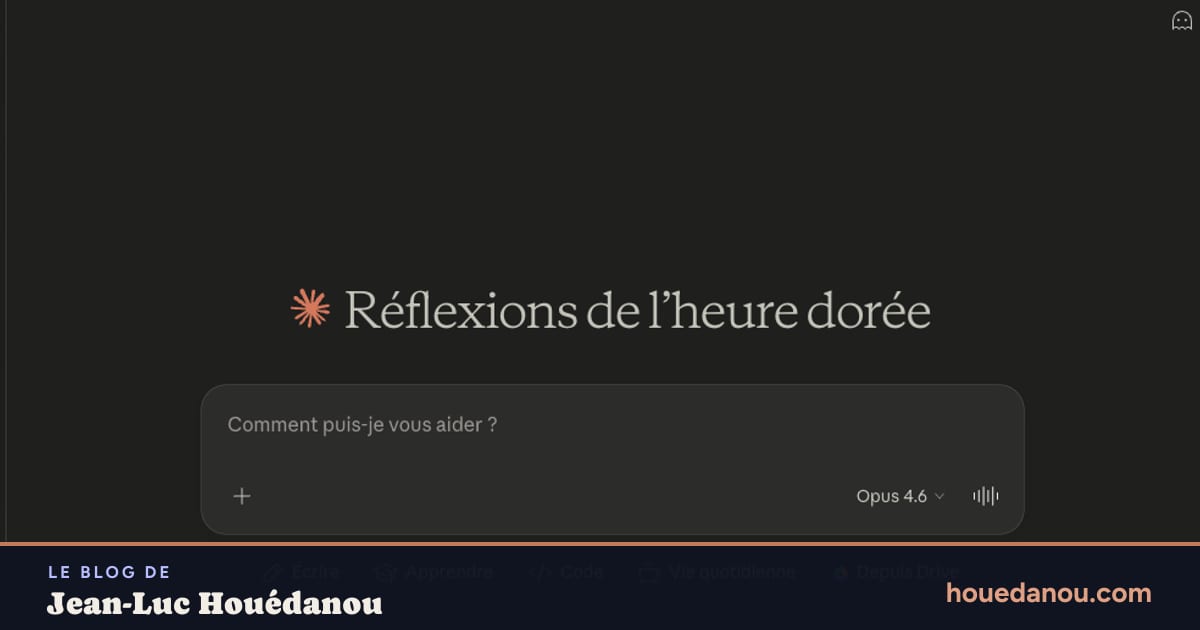 Réflexions de l’heure dorée
Comment puis-je vous aider ?
Opus 4.6
Écrire Apprendre </> Code Vie quotidienne Depuis Drive
LE BLOG DE
Jean-Luc Houédanou
houedanou.com